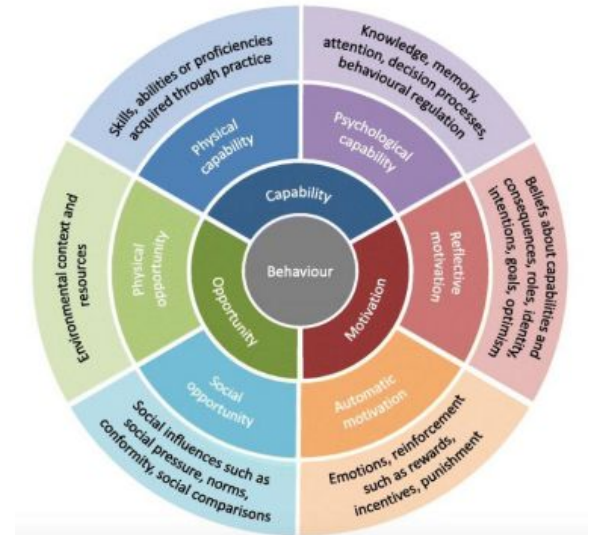 Skills, abilities or proficiencies
acquired through practice
Knowledge, memory,
attention, decision processes,
behavioural regulation
Physical
capability
Psychological
capability
Capability
Environmental context and
resources
Physical
opportunity
Opportunity
Behaviour
Motivation
Reflective
motivation
Beliefs about capabilities and
consequences, roles, identity,
intentions, goals, optimism
Social
opportunity
Automatic
motivation
Social influences such as
social pressure, norms,
conformity, social comparisons
Emotions, reinforcement
such as rewards,
incentives, punishment